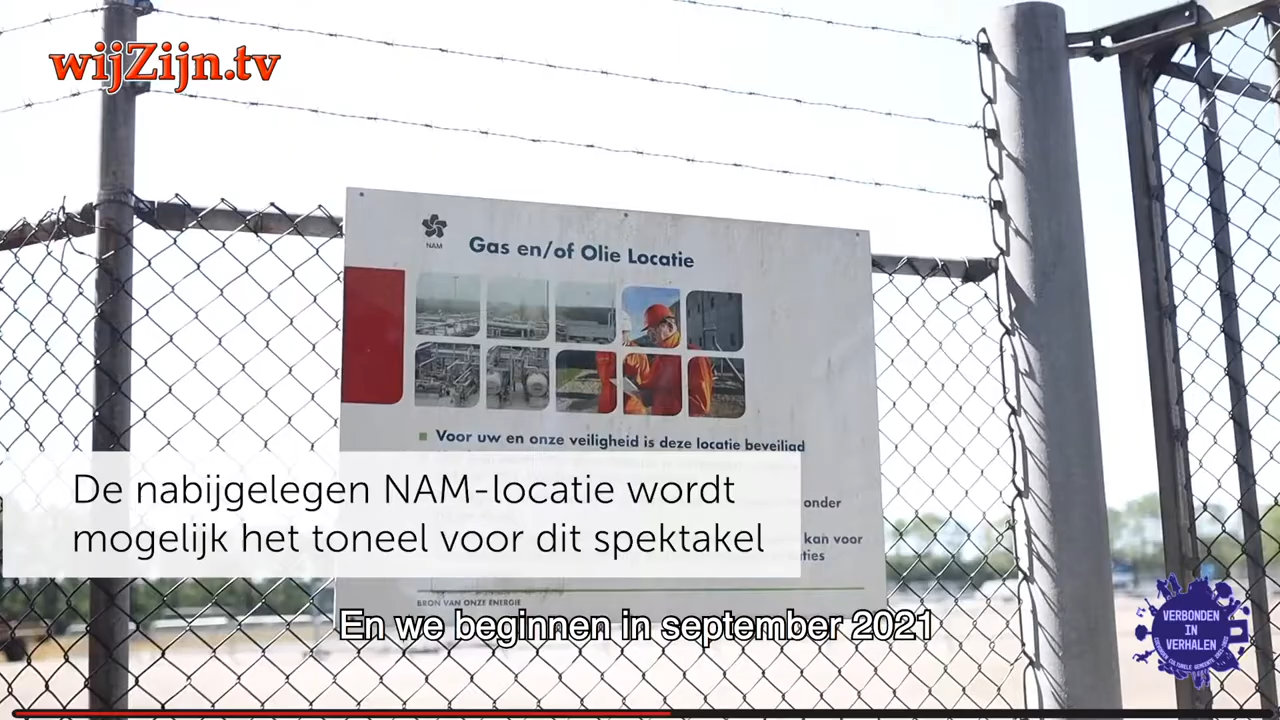 wijZijn.tv
NAM
Gas en/of Olie Locatie
Voor uw en onze veiligheid is deze locatie beveiligd
onder
kan voor
De nabijgelegen NAM-locatie wordt
mogelijk het toneel voor dit spektakel
BRON VAN ONZE ENERGIE
En we beginnen in september 2021
VERBONDEN
IN
VERHALEN